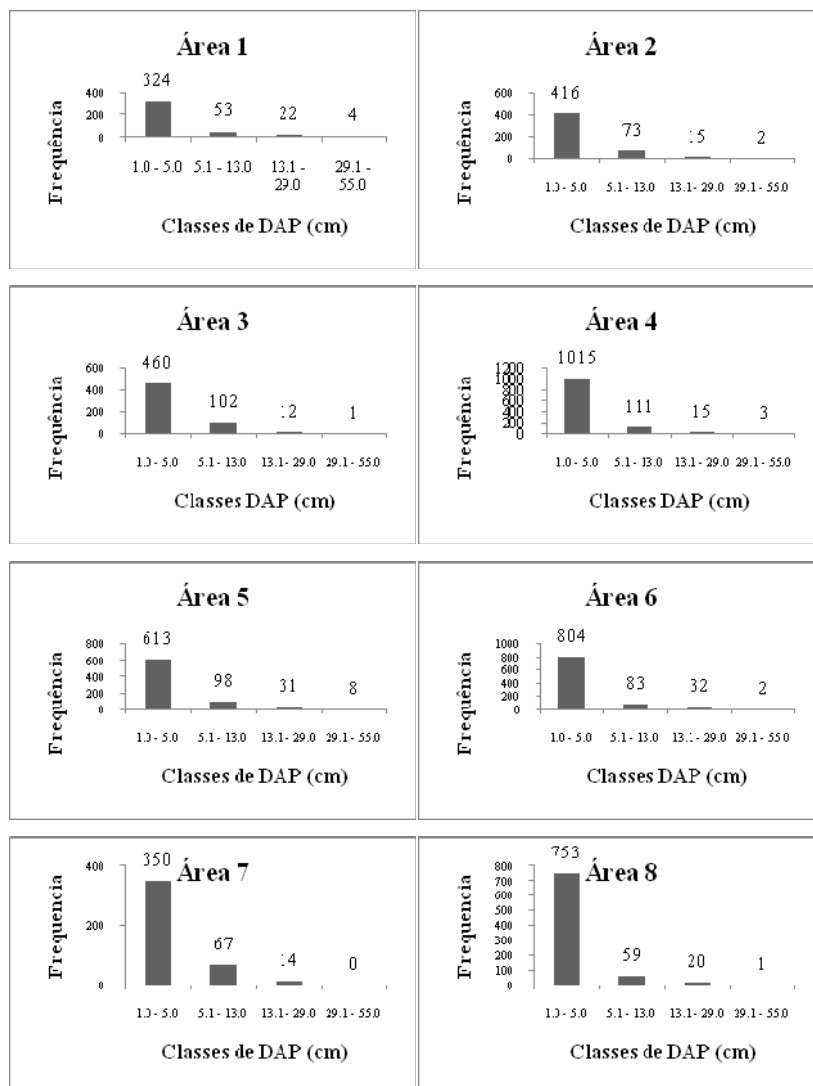 Área 1
324
53
22
4
Frequência
400
200
0
1.0 - 5.0
5.1 - 13.0
13.1 - 29.0
29.1 - 55.0
Classes de DAP (cm)
Área 2
416
73
15
2
Frequência
600
400
200
0
1.0 - 5.0
5.1 - 13.0
13.1 - 29.0
29.1 - 55.0
Classes de DAP (cm)
Área 3
460
102
12
1
Frequência
600
400
200
0
1.0 - 5.0
5.1 - 13.0
13.1 - 29.0
29.1 - 55.0
Classes DAP (cm)
Área 4
1015
111
15
3
Frequência
1200
1000
800
600
400
200
0
1.0 - 5.0
5.1 - 13.0
13.1 - 29.0
29.1 - 55.0
Classes DAP (cm)
Área 5
613
98
31
8
Frequência
800
600
400
200
0
1.0 - 5.0
5.1 - 13.0
13.1 - 29.0
29.1 - 55.0
Classes de DAP (cm)
Área 6
804
83
32
2
Frequência
1000
800
600
400
200
0
1.0 - 5.0
5.1 - 13.0
13.1 - 29.0
29.1 - 55.0
Classes DAP (cm)
Área 7
350
67
14
0
Frequencia
400
200
0
1.0 - 5.0
5.1 - 13.0
13.1 - 29.0
29.1 - 55.0
Classes de DAP (cm)
Área 8
753
59
20
1
Frequencia
800
700
600
500
400
300
200
100
0
1.0 - 5.0
5.1 - 13.0
13.1 - 29.0
29.1 - 55.0
Classes de DAP (cm)